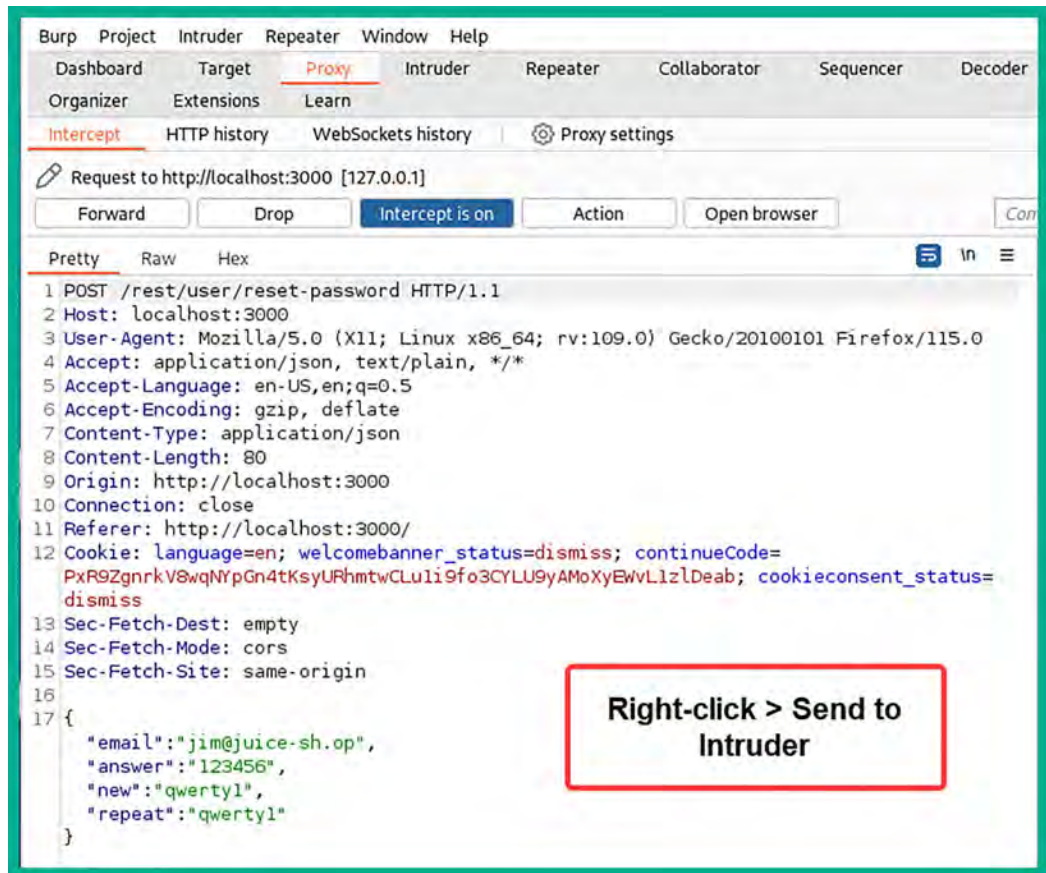 Burp Project Intruder Repeater Window Help
Dashboard Target Proxy Intruder Repeater Collaborator Sequencer Decoder
Organizer Extensions Learn
Intercept HTTP history WebSockets history Proxy settings
Request to http://localhost:3000 [127.0.0.1]
Forward Drop Intercept is on Action Open browser
Pretty Raw Hex \n
1 POST /rest/user/reset-password HTTP/1.1
2 Host: localhost:3000
3 User-Agent: Mozilla/5.0 (X11; Linux x86_64; rv:109.0) Gecko/20100101 Firefox/115.0
4 Accept: application/json, text/plain, */*
5 Accept-Language: en-US,en;q=0.5
6 Accept-Encoding: gzip, deflate
7 Content-Type: application/json
8 Content-Length: 80
9 Origin: http://localhost:3000
10 Connection: close
11 Referer: http://localhost:3000/
12 Cookie: language=en; welcomebanner_status=dismiss; continueCode=
PxR9ZgnrkV8wqNYpGn4tKsyURhmtwCLu1i9fo3CYLU9yAMoXyEWvL1zlDeab; cookieconsent_status=
dismiss
13 Sec-Fetch-Dest: empty
14 Sec-Fetch-Mode: cors
15 Sec-Fetch-Site: same-origin
16
17 {
"email":"jim@juice-sh.op",
"answer":"123456",
"new":"qwerty1",
"repeat":"qwerty1"
}
Right-click > Send to
Intruder